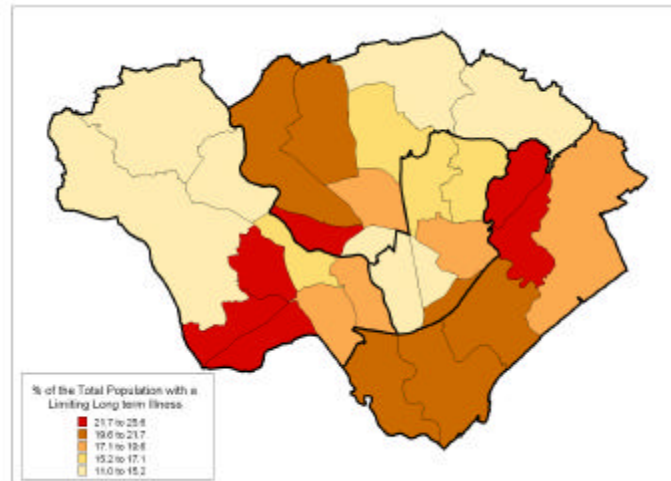 % of the Total Population with a
Limiting Long term Illness
21.7 to 25.6
19.6 to 21.7
17.1 to 19.6
15.2 to 17.1
11.0 to 15.2